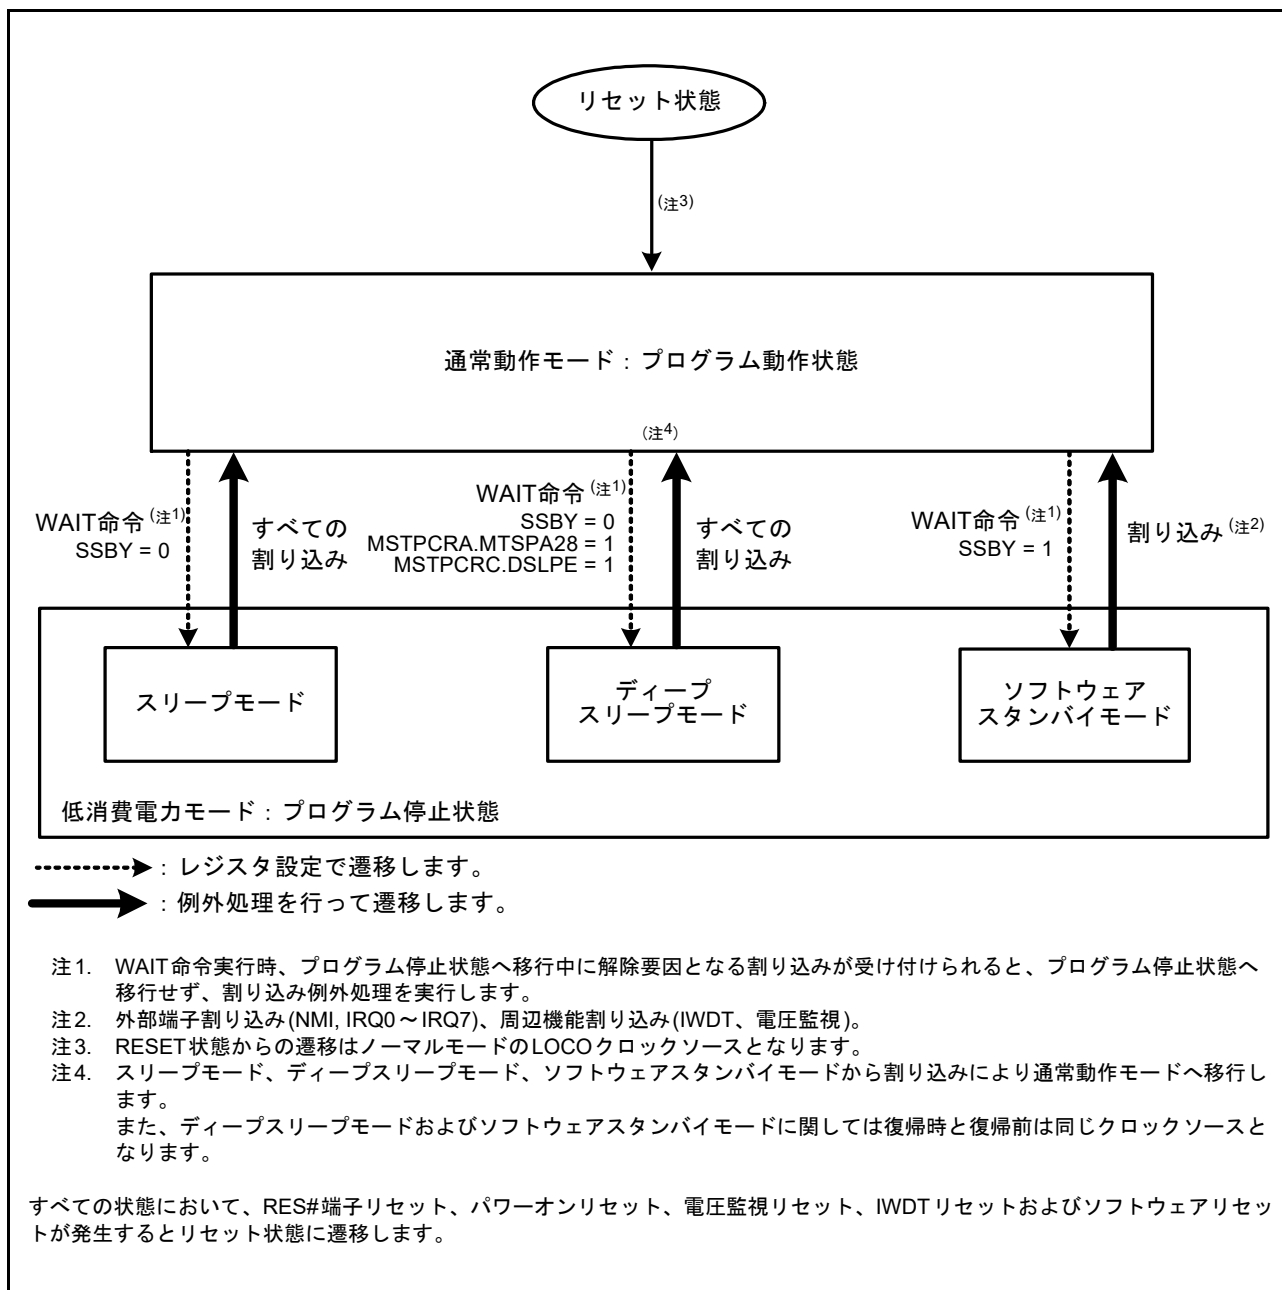 リセット状態
(注3)
通常動作モード：プログラム動作状態
(注4)
WAIT命令(注1)
SSBY = 0
すべての
割り込み
WAIT命令(注1)
SSBY = 0
MSTPCRA.MTSPA28 = 1
MSTPCRC.DSLPE = 1
すべての
割り込み
WAIT命令(注1)
SSBY = 1
割り込み(注2)
スリープモード
ディープ
スリープモード
ソフトウェア
スタンバイモード
低消費電力モード：プログラム停止状態
：レジスタ設定で遷移します。
：例外処理を行って遷移します。
注1. WAIT命令実行時、プログラム停止状態へ移行中に解除要因となる割り込みが受け付けられると、プログラム停止状態へ
移行せず、割り込み例外処理を実行します。
注2. 外部端子割り込み(NMI, IRQ0～IRQ7)、周辺機能割り込み(IWDT、電圧監視)。
注3. RESET状態からの遷移はノーマルモードのLOCOクロックソースとなります。
注4. スリープモード、ディープスリープモード、ソフトウェアスタンバイモードから割り込みにより通常動作モードへ移行し
ます。
また、ディープスリープモードおよびソフトウェアスタンバイモードに関しては復帰時と復帰前は同じクロックソースと
なります。
すべての状態において、RES#端子リセット、パワーオンリセット、電圧監視リセット、IWDTリセットおよびソフトウェアリセッ
トが発生するとリセット状態に遷移します。